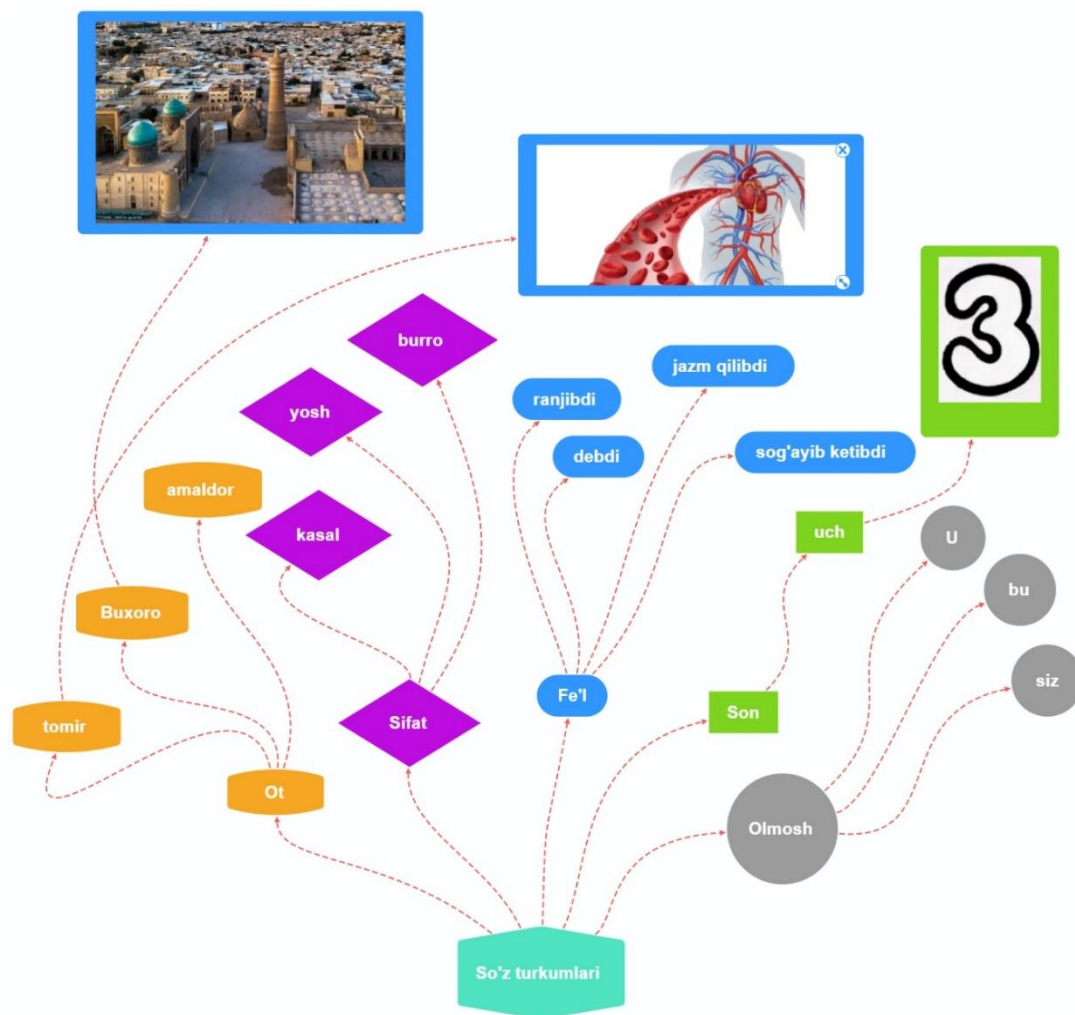 burro
jazm qilibdi
ranjibdi
yosh
debdi
sog'ayib ketibdi
amaldor
3
kasal
uch
U
Buxoro
bu
siz
Fe'l
tomir
Sifat
Son
Ot
Olmosh
So'z turkumlari